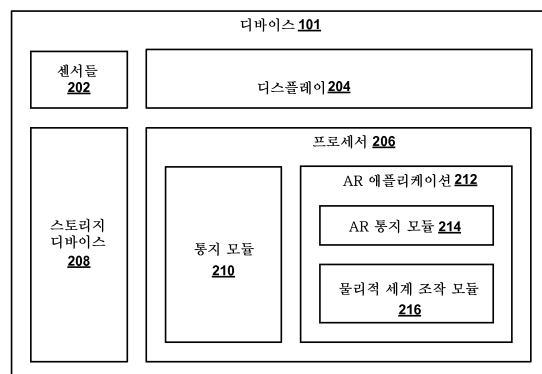 디바이스 101
센서들
202
디스플레이 204
프로세서 206
스토리지
디바이스
208
통지 모듈
210
AR 애플리케이션 212
AR 통지 모듈 214
물리적 세계 조작 모듈
216